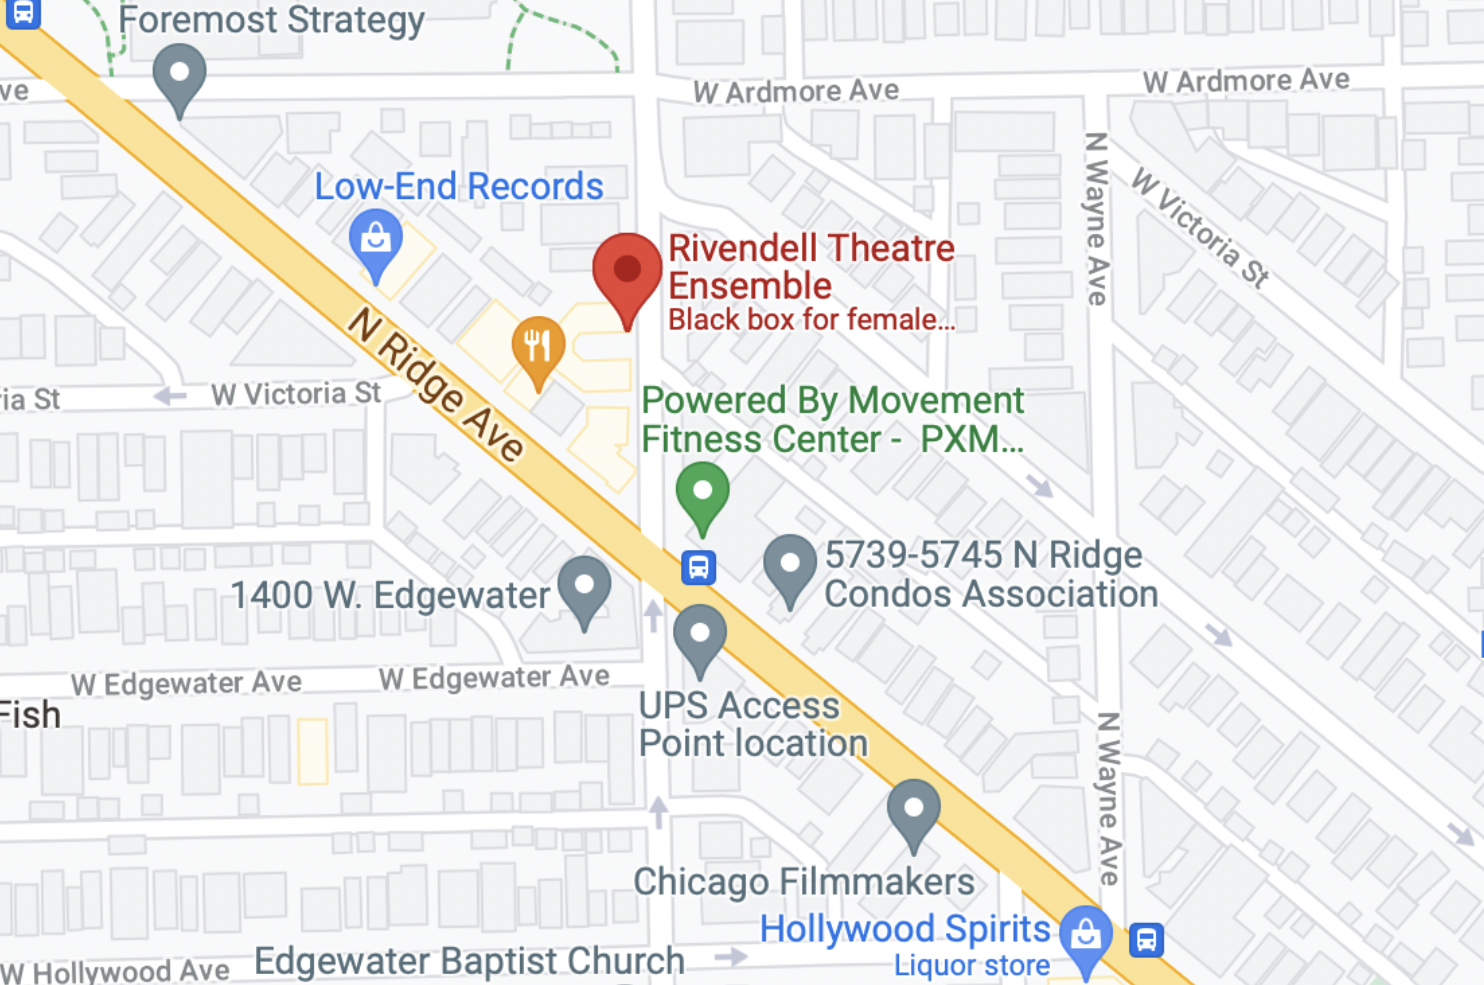 Foremost Strategy
ve
W Ardmore Ave
W Ardmore Ave
Low-End Records
N Wayne Ave
W Victoria St
Rivendell Theatre
Ensemble
Black box for female...
N Ridge Ave
ia St
W Victoria St
Powered By Movement
Fitness Center - PXM...
5739-5745 N Ridge
Condos Association
1400 W. Edgewater
W Edgewater Ave
W Edgewater Ave
Fish
UPS Access
Point location
N Wayne Ave
Chicago Filmmakers
Hollywood Spirits
Liquor store
Edgewater Baptist Church
W Hollywood Ave